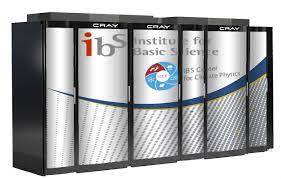 CRAY CRAY CRAY
ibS Institute for
Basic Science
IBS Center
for Climate Physics